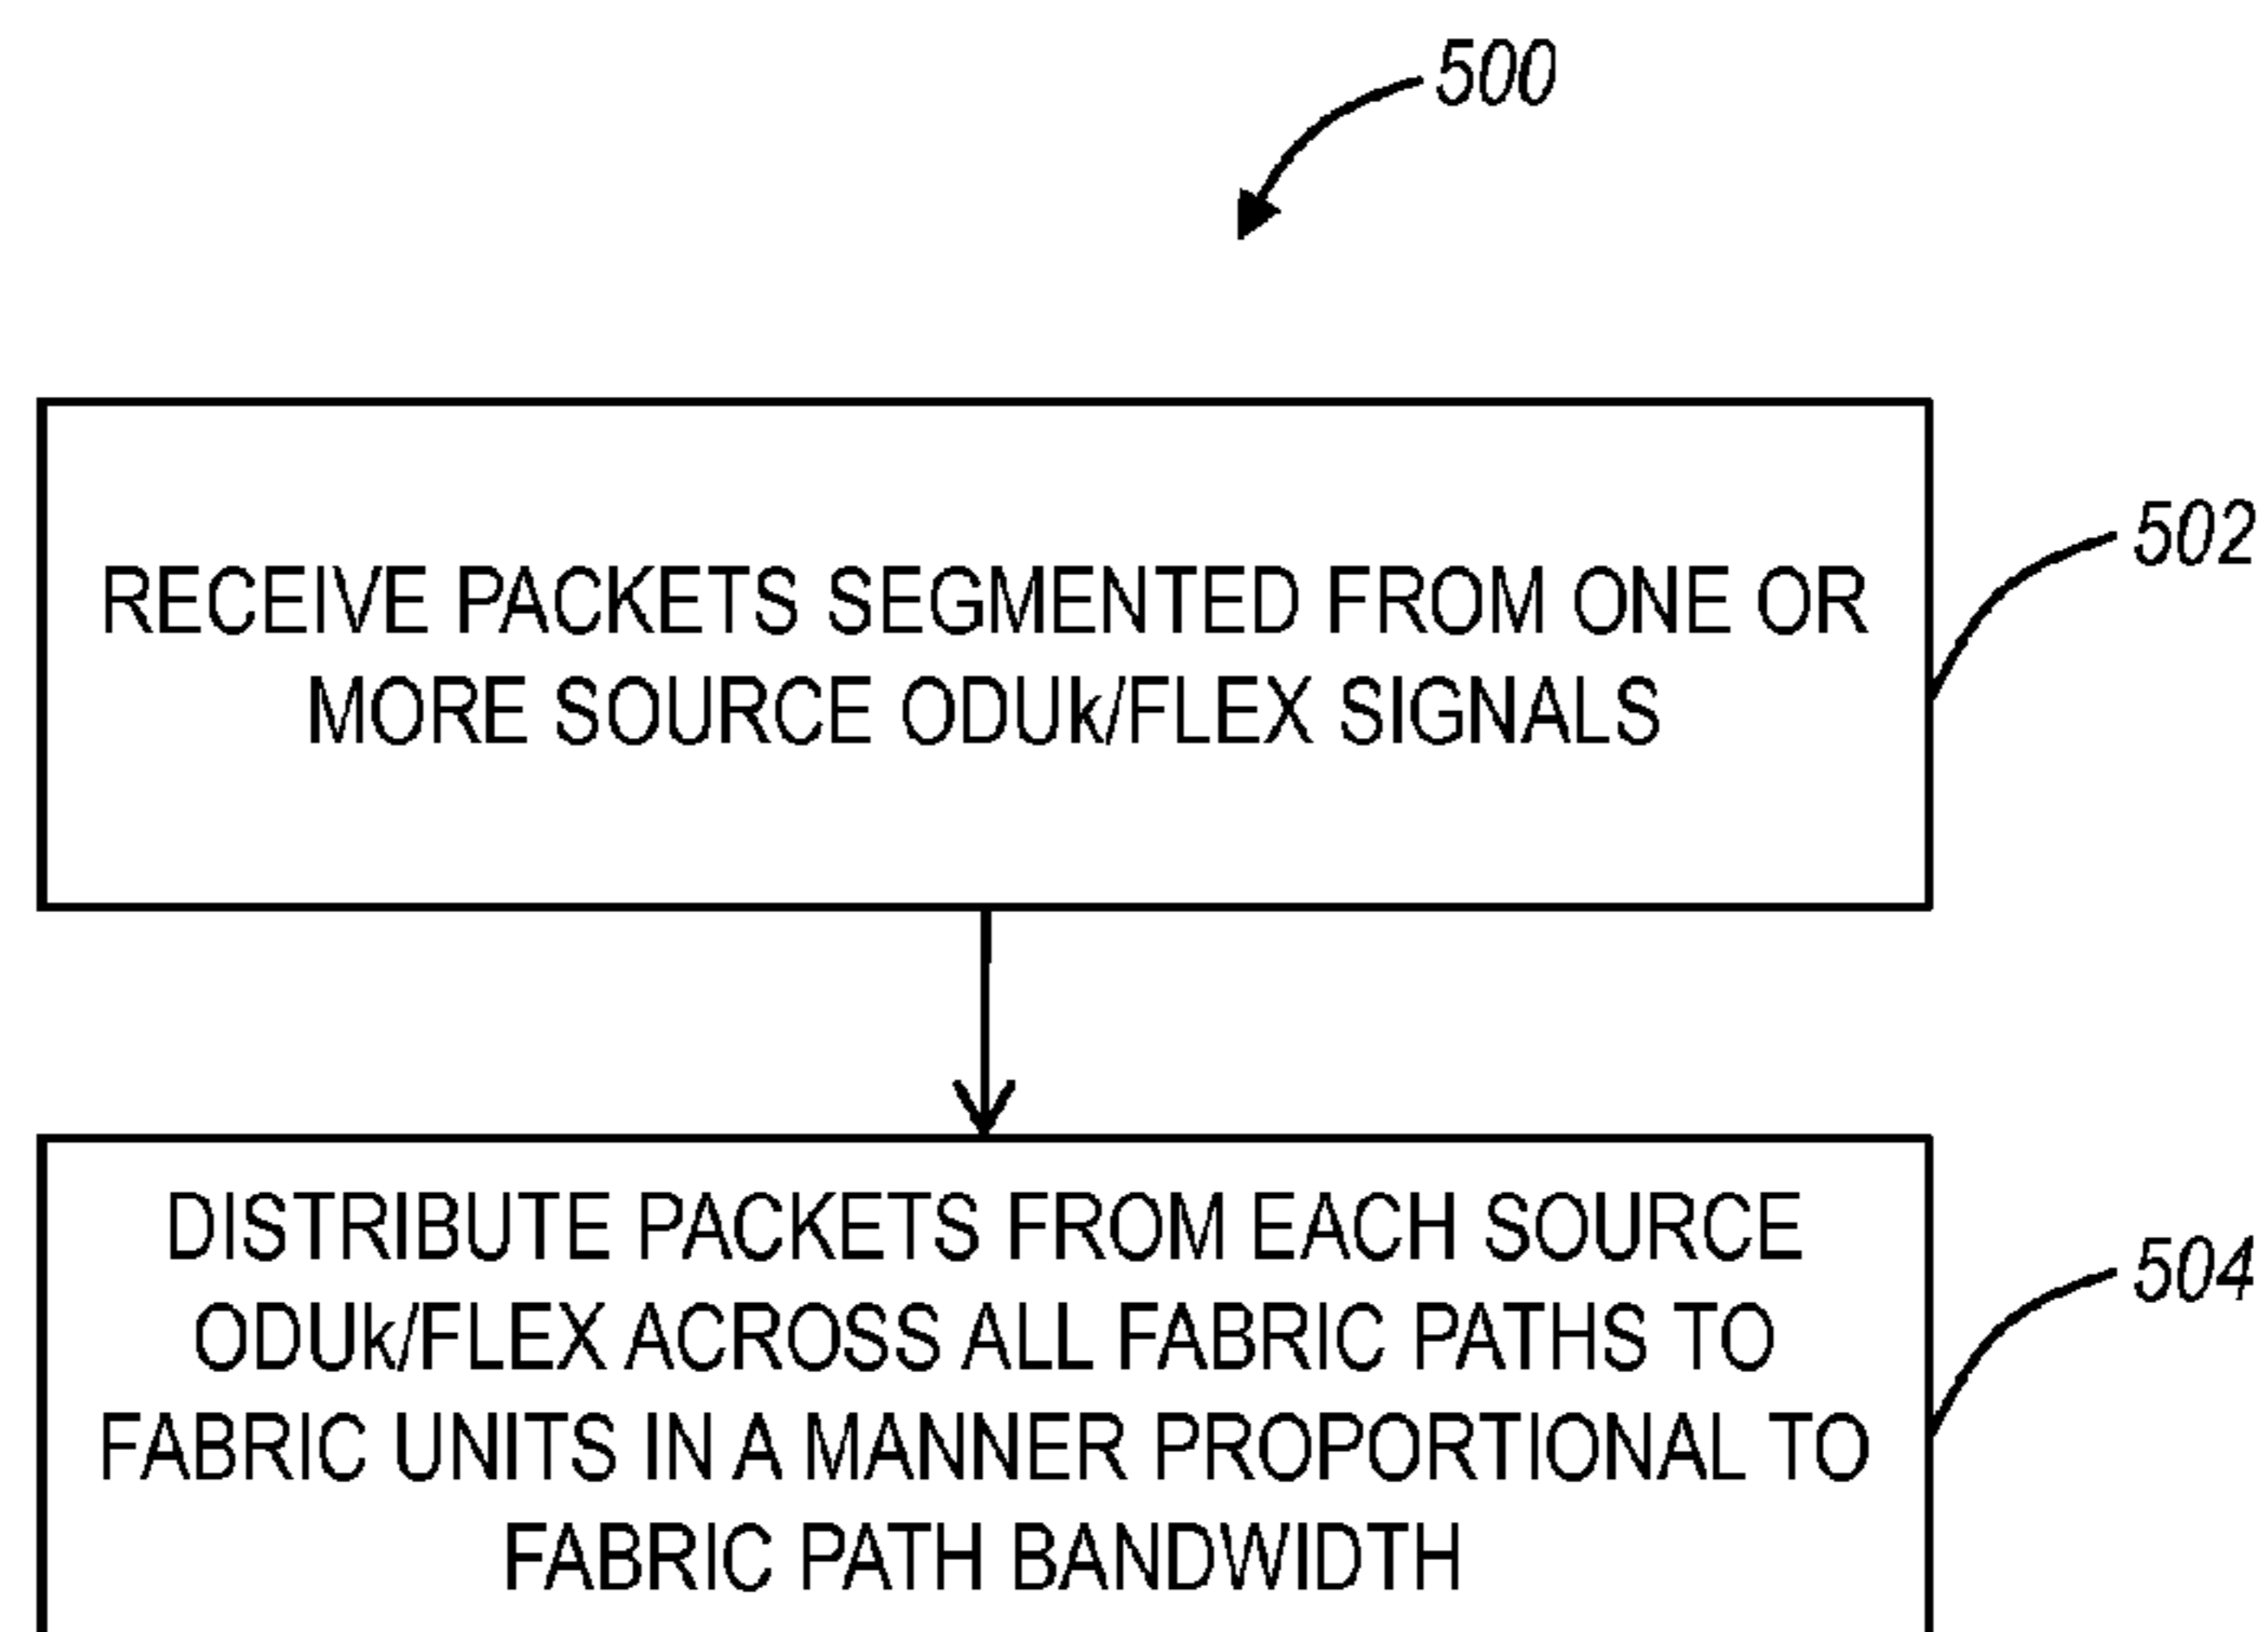 500
RECEIVE PACKETS SEGMENTED FROM ONE OR
MORE SOURCE ODUk/FLEX SIGNALS
502
DISTRIBUTE PACKETS FROM EACH SOURCE
ODUk/FLEX ACROSS ALL FABRIC PATHS TO
FABRIC UNITS IN A MANNER PROPORTIONAL TO
FABRIC PATH BANDWIDTH
504